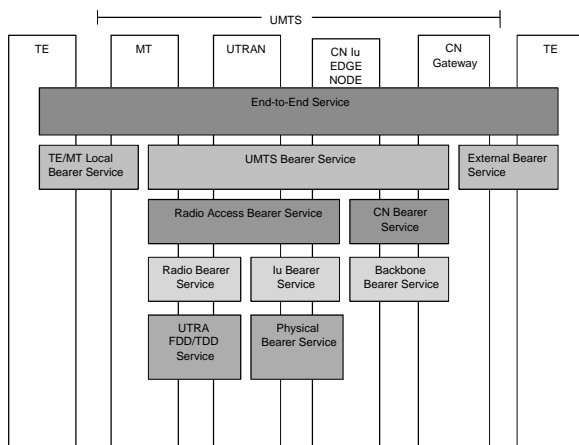 UMTS
TE
MT
UTRAN
CN Iu
EDGE
NODE
CN
Gateway
TE
End-to-End Service
TE/MT Local
Bearer Service
UMTS Bearer Service
External Bearer
Service
Radio Access Bearer Service
CN Bearer
Service
Radio Bearer
Service
Iu Bearer
Service
Backbone
Bearer Service
UTRA
FDD/TDD
Service
Physical
Bearer Service